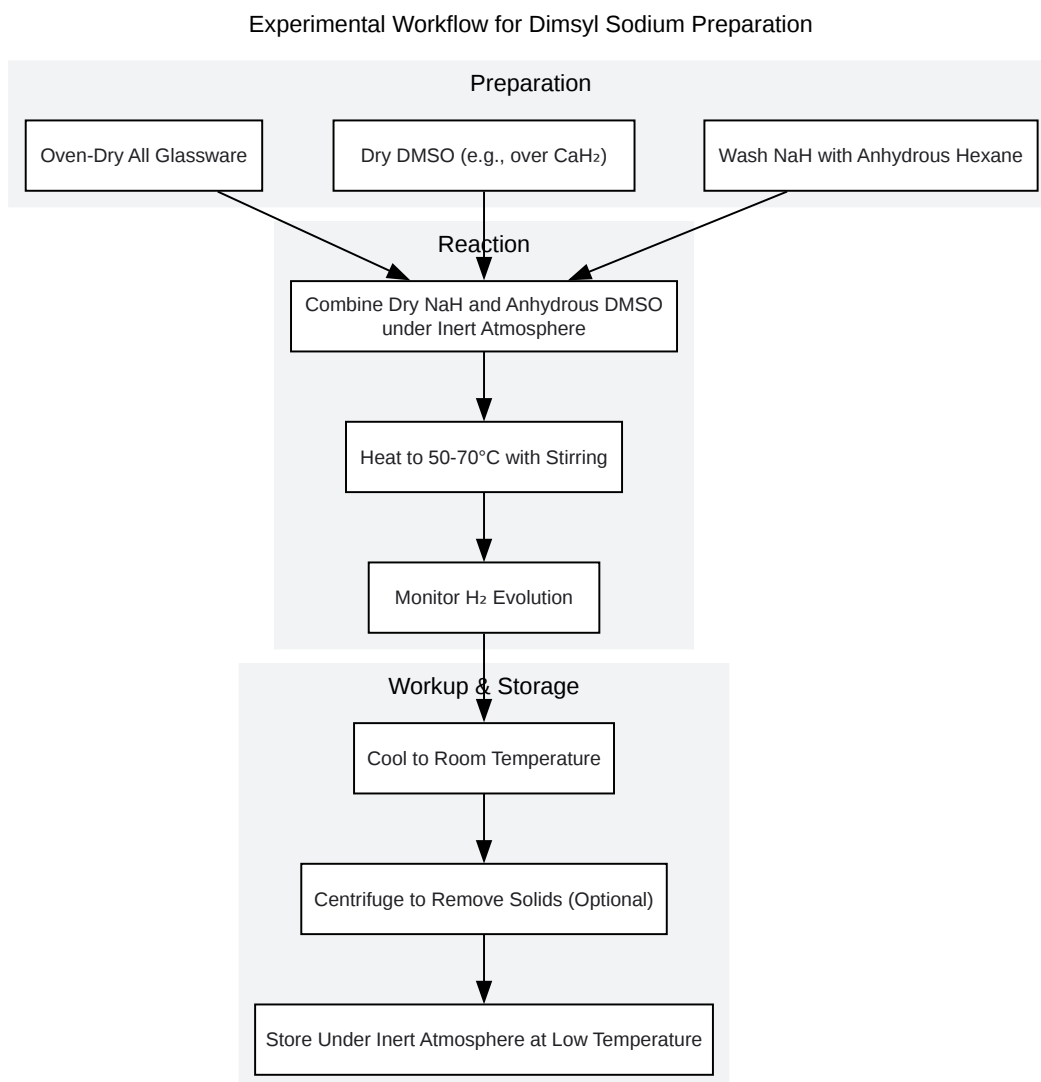 Experimental Workflow for Dimsyl Sodium Preparation
Preparation
Oven-Dry All Glassware
Dry DMSO (e.g., over CaH₂)
Wash NaH with Anhydrous Hexane
Reaction
Combine Dry NaH and Anhydrous DMSO
under Inert Atmosphere
Heat to 50-70°C with Stirring
Monitor H₂ Evolution
Workup & Storage
Cool to Room Temperature
Centrifuge to Remove Solids (Optional)
Store Under Inert Atmosphere at Low Temperature